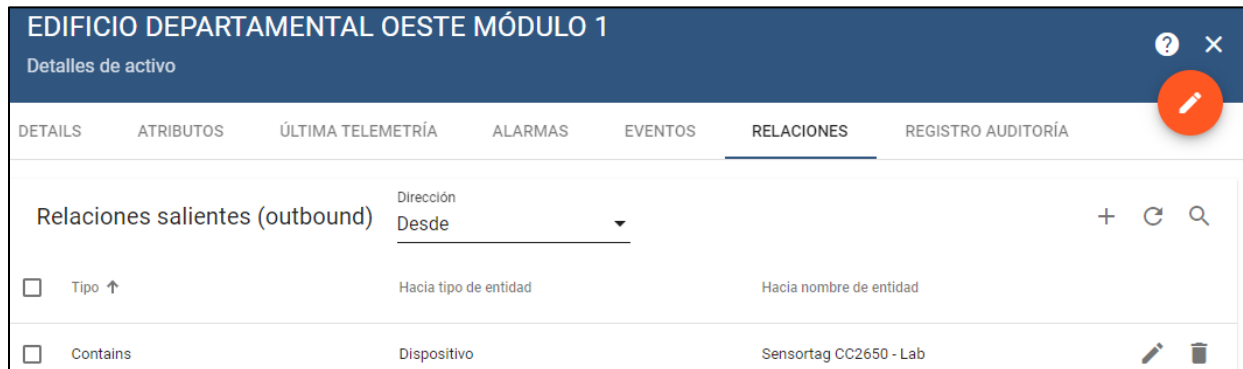 EDIFICIO DEPARTAMENTAL OESTE MÓDULO 1
Detalles de activo
DETAILS ATRIBUTOS ÚLTIMA TELEMETRÍA ALARMAS EVENTOS RELACIONES REGISTRO AUDITORÍA
Relaciones salientes (outbound)
Dirección
Desde
Tipo Hacia tipo de entidad Hacia nombre de entidad
Contains Dispositivo Sensortag CC2650 - Lab